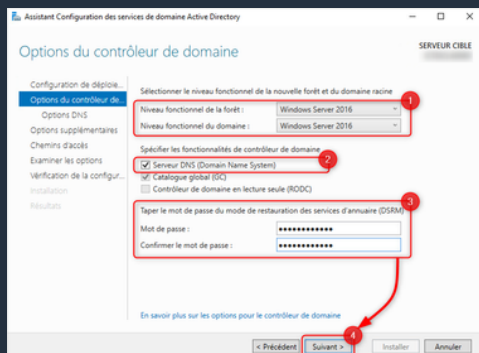 Assistant Configuration des services de domaine Active Directory
Options du contrôleur de domaine
SERVEUR CIBLE
Configuration de déploie...
Options du contrôleur de...
Options DNS
Options supplémentaires
Chemins d'accès
Examiner les options
Vérification de la configur...
Installation
Résultats
Sélectionner le niveau fonctionnel de la nouvelle forêt et du domaine racine
1
Niveau fonctionnel de la forêt : Windows Server 2016
Niveau fonctionnel du domaine : Windows Server 2016
Spécifier les fonctionnalités de contrôleur de domaine
2
Serveur DNS (Domain Name System)
Catalogue global (GC)
Contrôleur de domaine en lecture seule (RODC)
3
Taper le mot de passe du mode de restauration des services d'annuaire (DSRM)
Mot de passe : ••••••••••••
Confirmer le mot de passe : ••••••••••••
En savoir plus sur les options pour le contrôleur de domaine
4
< Précédent Suivant > Installer Annuler